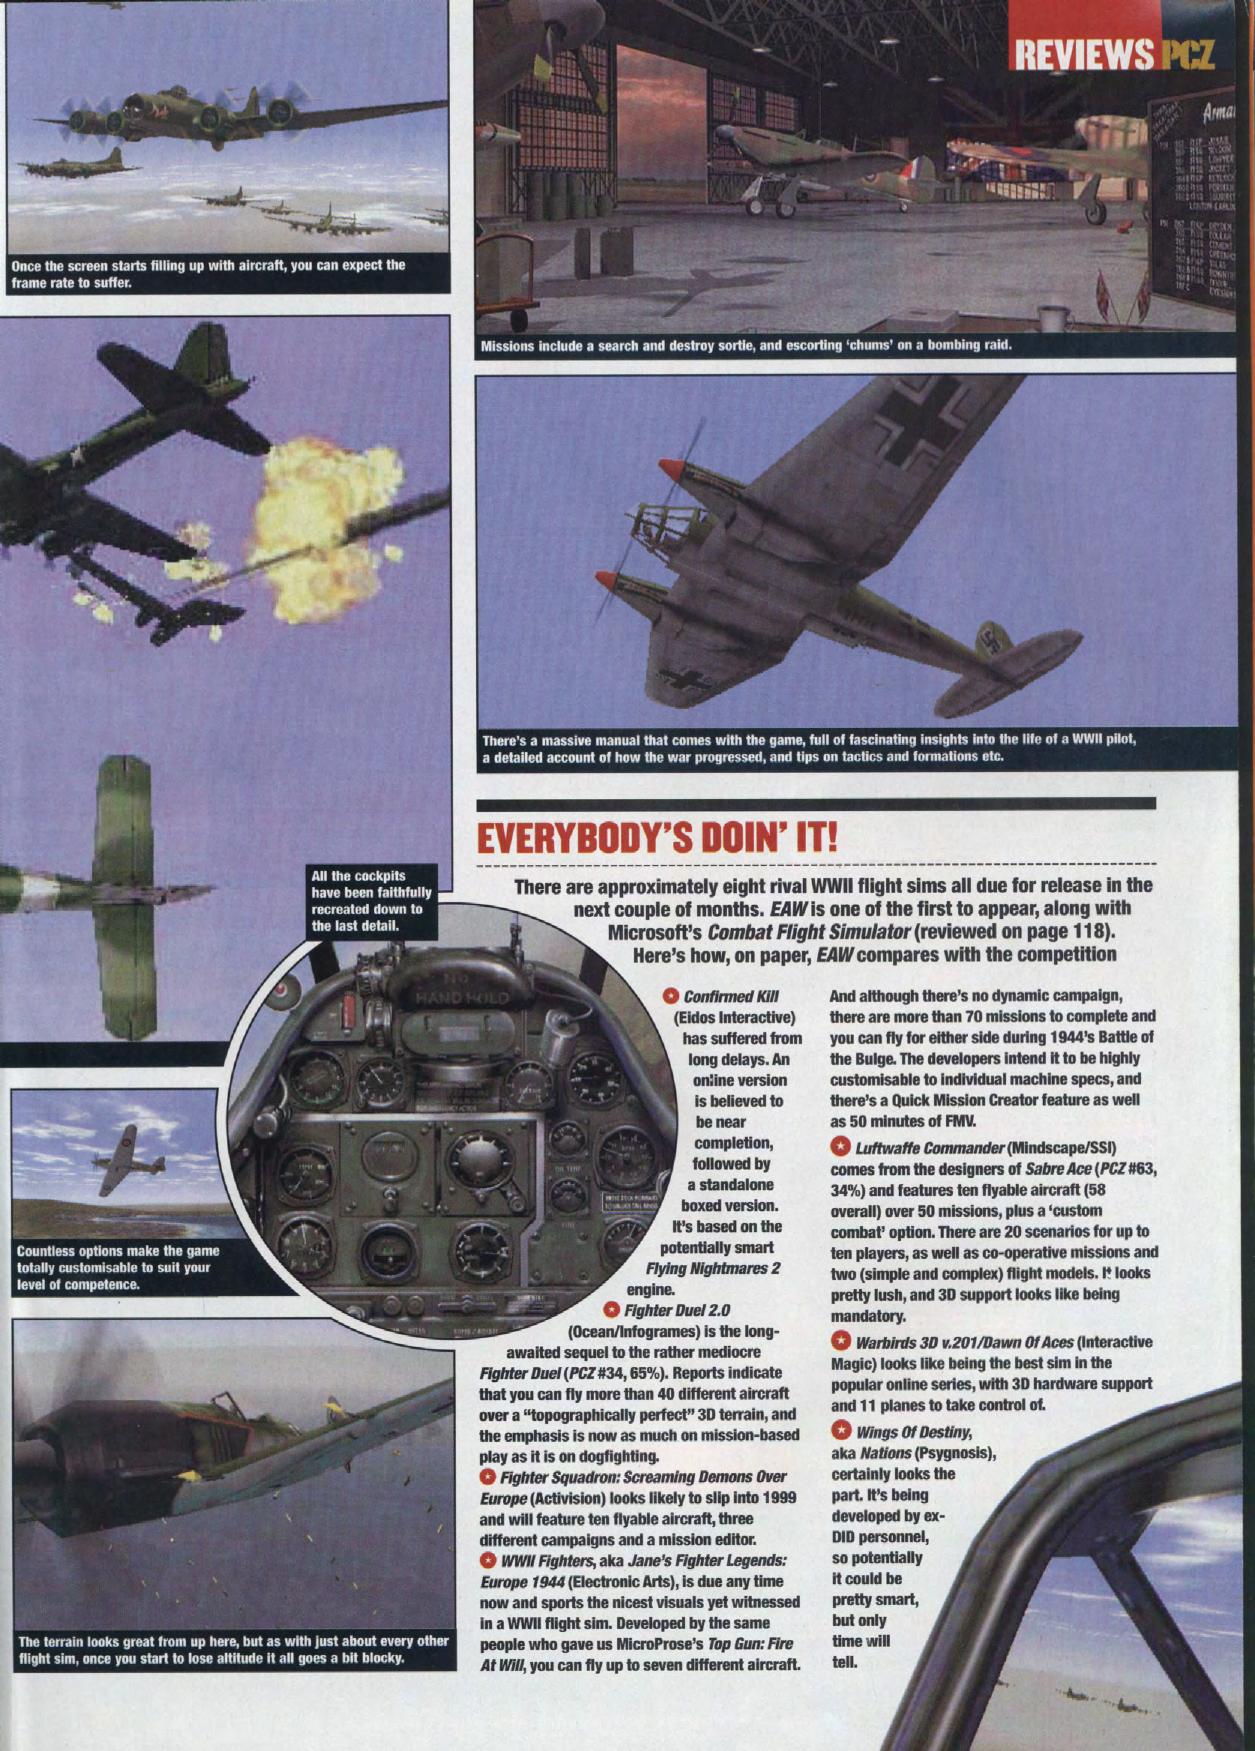 REVIEWS PCZ
Once the screen starts filling up with aircraft, you can expect the
frame rate to suffer.
Arma
Missions include a search and destroy sortie, and escorting 'chums' on a bombing raid.
There's a massive manual that comes with the game, full of fascinating insights into the life of a WWII pilot,
a detailed account of how the war progressed, and tips on tactics and formations etc.
All the cockpits
have been faithfully
recreated down to
the last detail.
NO
HAND HOLD
Countless options make the game
totally customisable to suit your
level of competence.
The terrain looks great from up here, but as with just about every other
flight sim, once you start to lose altitude it all goes a bit blocky.
EVERYBODY'S DOIN' IT!
There are approximately eight rival WWII flight sims all due for release in the
next couple of months. EAW is one of the first to appear, along with
Microsoft's Combat Flight Simulator (reviewed on page 118).
Here's how, on paper, EAW compares with the competition
Confirmed Kill
(Eidos Interactive)
has suffered from
long delays. An
online version
is believed to
be near
completion,
followed by
a standalone
boxed version.
It's based on the
potentially smart
Flying Nightmares 2
engine.
Fighter Duel 2.0
(Ocean/Infogrames) is the long-
awaited sequel to the rather mediocre
Fighter Duel (PCZ #34, 65%). Reports indicate
that you can fly more than 40 different aircraft
over a "topographically perfect" 3D terrain, and
the emphasis is now as much on mission-based
play as it is on dogfighting.
Fighter Squadron: Screaming Demons Over
Europe (Activision) looks likely to slip into 1999
and will feature ten flyable aircraft, three
different campaigns and a mission editor.
WWII Fighters, aka Jane's Fighter Legends:
Europe 1944 (Electronic Arts), is due any time
now and sports the nicest visuals yet witnessed
in a WWII flight sim. Developed by the same
people who gave us MicroProse's Top Gun: Fire
At Will, you can fly up to seven different aircraft.
And although there's no dynamic campaign,
there are more than 70 missions to complete and
you can fly for either side during 1944's Battle of
the Bulge. The developers intend it to be highly
customisable to individual machine specs, and
there's a Quick Mission Creator feature as well
as 50 minutes of FMV.
Luftwaffe Commander (Mindscape/SSI)
comes from the designers of Sabre Ace (PCZ #63,
34%) and features ten flyable aircraft (58
overall) over 50 missions, plus a 'custom
combat' option. There are 20 scenarios for up to
ten players, as well as co-operative missions and
two (simple and complex) flight models. It looks
pretty lush, and 3D support looks like being
mandatory.
Warbirds 3D v.201/Dawn Of Aces (Interactive
Magic) looks like being the best sim in the
popular online series, with 3D hardware support
and 11 planes to take control of.
Wings Of Destiny,
aka Nations (Psygnosis),
certainly looks the
part. It's being
developed by ex-
DID personnel,
so potentially
it could be
pretty smart,
but only
time will
tell.